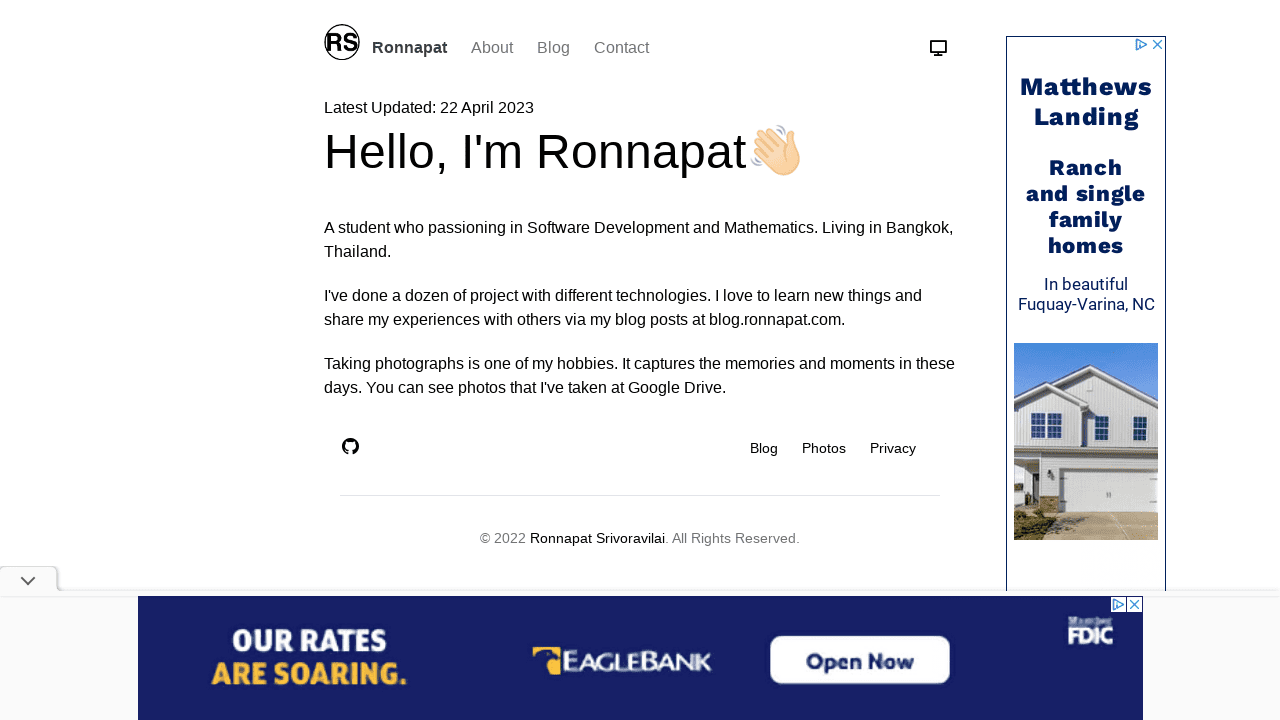 RS
Ronnapat About Blog Contact
Latest Updated: 22 April 2023
Hello, I'm Ronnapat👋🏻
A student who passioning in Software Development and Mathematics. Living in Bangkok,
Thailand.
I've done a dozen of project with different technologies. I love to learn new things and
share my experiences with others via my blog posts at blog.ronnapat.com.
Taking photographs is one of my hobbies. It captures the memories and moments in these
days. You can see photos that I've taken at Google Drive.
Blog Photos Privacy
© 2022 Ronnapat Srivoravilai. All Rights Reserved.
Matthews
Landing
Ranch
and single
family
homes
In beautiful
Fuquay-Varina, NC
OUR RATES
ARE SOARING.
EAGLEBANK
Open Now
Member
FDIC